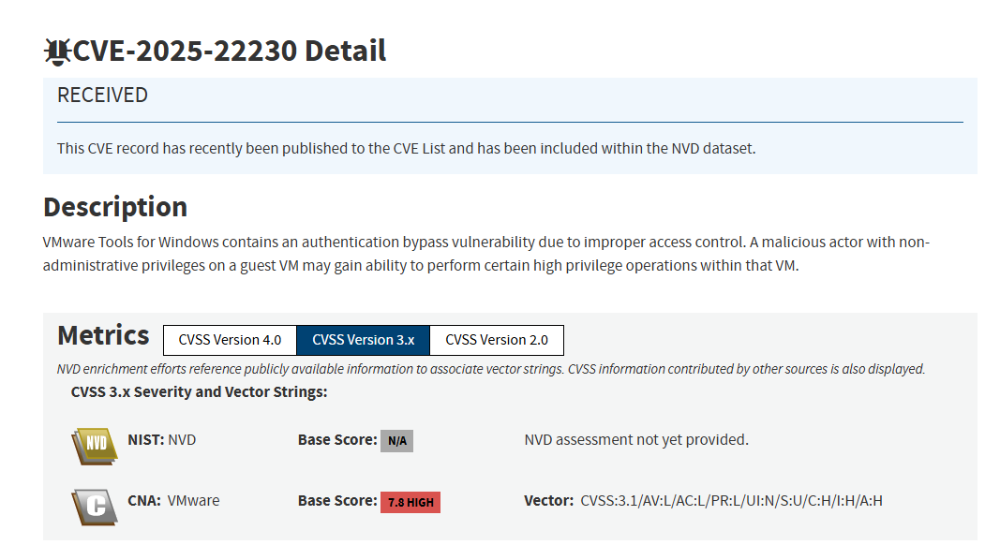 CVE-2025-22230 Detail
RECEIVED
This CVE record has recently been published to the CVE List and has been included within the NVD dataset.
Description
VMware Tools for Windows contains an authentication bypass vulnerability due to improper access control. A malicious actor with non-
administrative privileges on a guest VM may gain ability to perform certain high privilege operations within that VM.
Metrics CVSS Version 4.0 CVSS Version 3.x CVSS Version 2.0
NVD enrichment efforts reference publicly available information to associate vector strings. CVSS information contributed by other sources is also displayed.
CVSS 3.x Severity and Vector Strings:
NVD NIST: NVD Base Score: N/A NVD assessment not yet provided.
C CNA: VMware Base Score: 7.8 HIGH Vector: CVSS:3.1/AV:L/AC:L/PR:L/UI:N/S:U/C:H/I:H/A:H